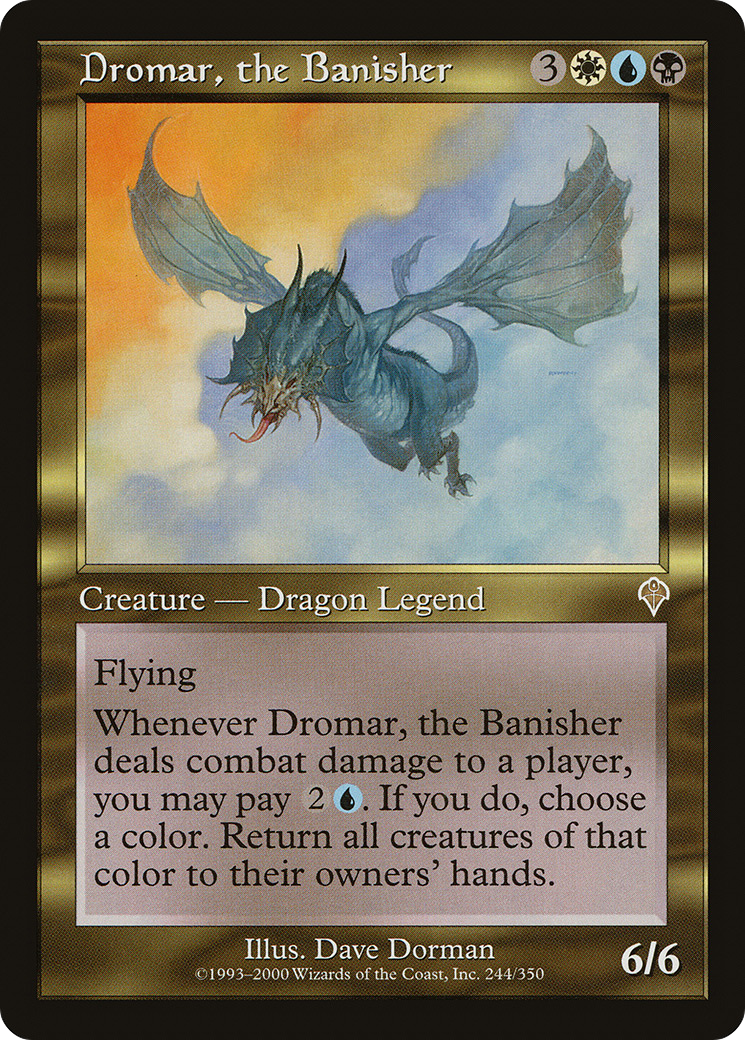 Dromar, the Banisher 3
Creature — Dragon Legend
Flying
Whenever Dromar, the Banisher
deals combat damage to a player,
you may pay 2 . If you do, choose
a color. Return all creatures of that
color to their owners' hands.
Illus. Dave Dorman
©1993–2000 Wizards of the Coast, Inc. 244/350
6/6